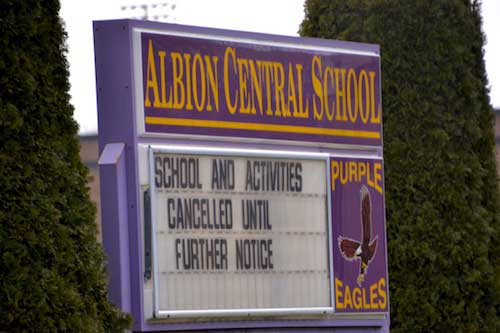 ALBION CENTRAL SCHOOL
SCHOOL AND ACTIVITIES
CANCELLED UNTIL
FURTHER NOTICE
PURPLE
EAGLES